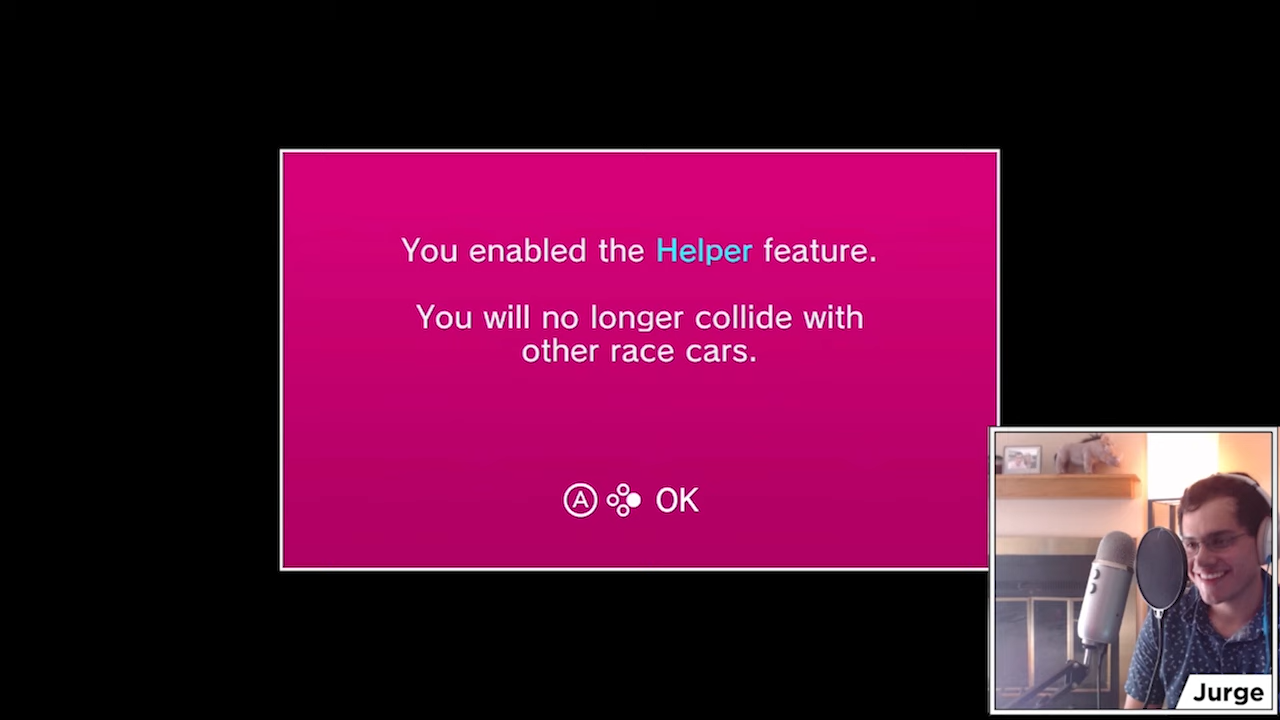 You enabled the Helper feature.
You will no longer collide with
other race cars.
A OK
Jurge